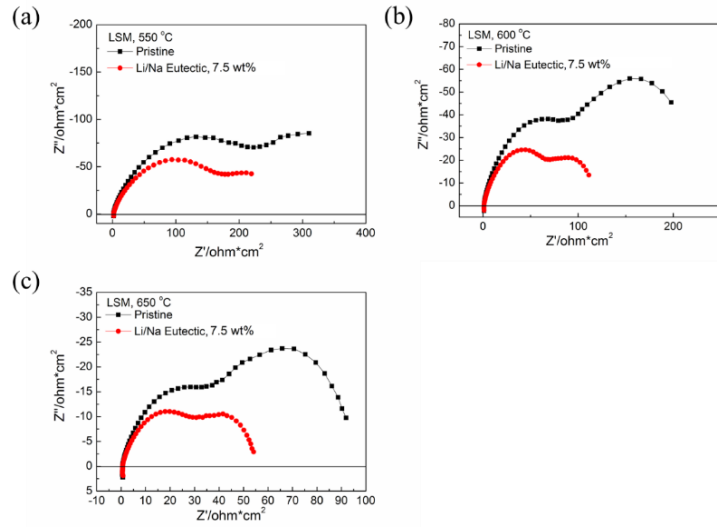 (a)
LSM, 550 °C
Pristine
Li/Na Eutectic, 7.5 wt%
-200
-150
-100
-50
0
Z''/ohm*cm²
0 100 200 300 400
Z'/ohm*cm²
(b)
LSM, 600 °C
Pristine
Li/Na Eutectic, 7.5 wt%
-80
-70
-60
-50
-40
-30
-20
-10
0
Z''/ohm*cm²
0 100 200
Z'/ohm*cm²
(c)
LSM, 650 °C
Pristine
Li/Na Eutectic, 7.5 wt%
-35
-30
-25
-20
-15
-10
-5
0
5
Z''/ohm*cm²
-10 0 10 20 30 40 50 60 70 80 90 100
Z'/ohm*cm²